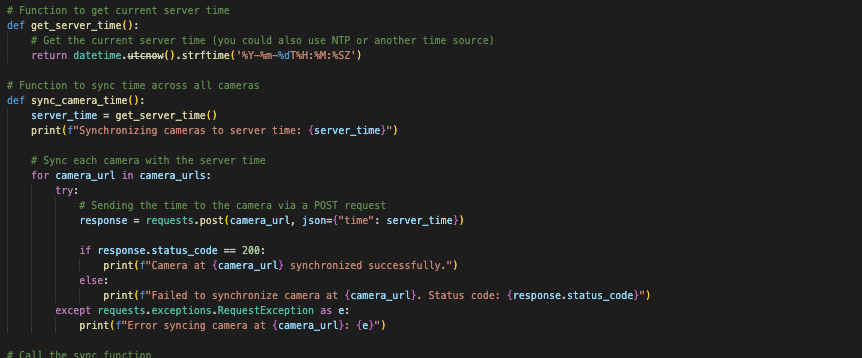 # Function to get current server time
def get_server_time():
    # Get the current server time (you could also use NTP or another time source)
    return datetime.utcnow().strftime('%Y-%m-%dT%H:%M:%SZ')

# Function to sync time across all cameras
def sync_camera_time():
    server_time = get_server_time()
    print(f"Synchronizing cameras to server time: {server_time}")

    # Sync each camera with the server time
    for camera_url in camera_urls:
        try:
            # Sending the time to the camera via a POST request
            response = requests.post(camera_url, json={"time": server_time})

            if response.status_code == 200:
                print(f"Camera at {camera_url} synchronized successfully.")
            else:
                print(f"Failed to synchronize camera at {camera_url}. Status code: {response.status_code}")
        except requests.exceptions.RequestException as e:
            print(f"Error syncing camera at {camera_url}: {e}")

# Call the sync function